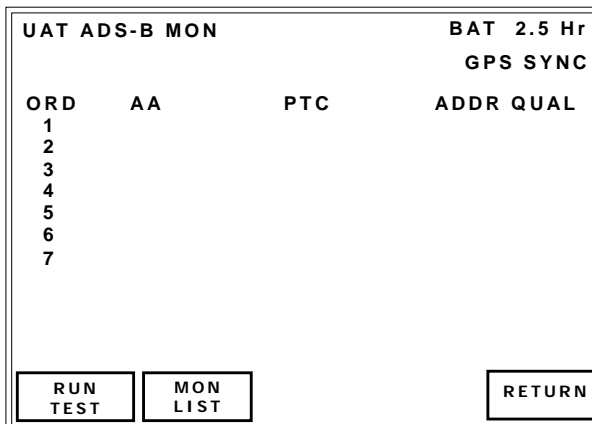 UAT ADS-B MON BAT 2.5 Hr
GPS SYNC
ORD AA PTC ADDR QUAL
1
2
3
4
5
6
7
RUN TEST
MON LIST
RETURN